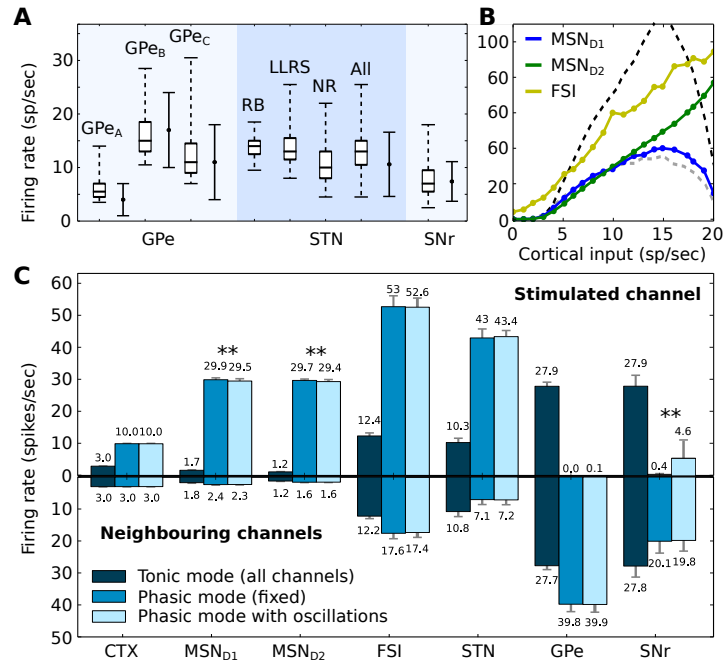 A
Firing rate (sp/sec)
30
20
10
0
GPeA
GPeB
GPeC
RB
LLRS
NR
All
GPe
STN
SNr
B
100
60
60
40
20
0
MSND1
MSND2
FSI
0 5 10 15 20
Cortical input (sp/sec)
C
Firing rate (spikes/sec)
60
50
40
30
20
10
0
10
20
30
40
50
Stimulated channel
3.0 10.0 10.0
1.7 29.9 29.5
**
1.2 29.7 29.4
**
12.4 53 52.6
10.3 43 43.4
27.9 0.0 0.1
27.9 0.4 4.6
**
3.0 3.0 3.0
1.8 2.4 2.3
1.2 1.6 1.6
12.2 17.6 17.4
10.8 7.1 7.2
27.7 39.8 39.9
27.8 20.1 19.8
Neighbouring channels
Tonic mode (all channels)
Phasic mode (fixed)
Phasic mode with oscillations
CTX MSND1 MSND2 FSI STN GPe SNr